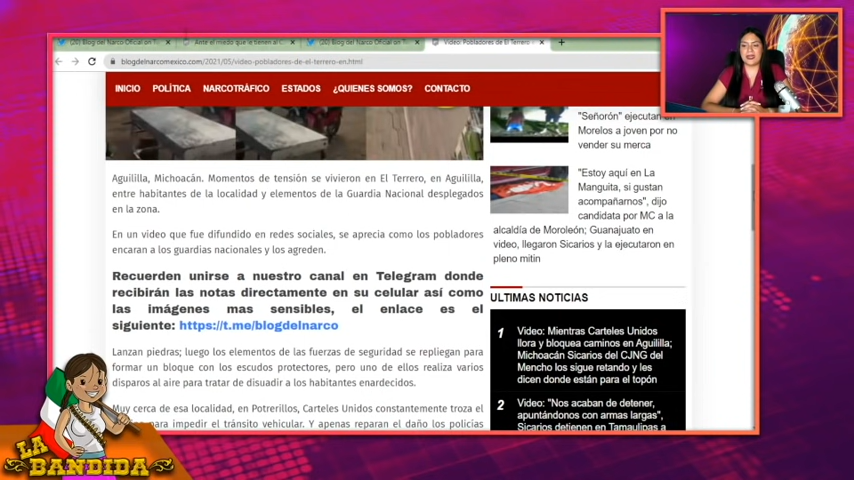 (20) Blog del Narco Oficial on T
Ante el miedo que le tienen al C
(20) Blog del Narco Oficial on T
Video: Pobladores de El Terrero
blogdelnarcomexico.com/2021/05/video-pobladores-de-el-terrero-en.html
INICIO POLÍTICA NARCOTRÁFICO ESTADOS ¿QUIENES SOMOS? CONTACTO
Aguililla, Michoacán. Momentos de tensión se vivieron en El Terrero, en Aguililla,
entre habitantes de la localidad y elementos de la Guardia Nacional desplegados
en la zona.
En un video que fue difundido en redes sociales, se aprecia como los pobladores
encaran a los guardias nacionales y los agreden.
Recuerden unirse a nuestro canal en Telegram donde
recibirán las notas directamente en su celular así como
las imágenes mas sensibles, el enlace es el
siguiente: https://t.me/blogdelnarco
Lanzan piedras; luego los elementos de las fuerzas de seguridad se repliegan para
formar un bloque con los escudos protectores, pero uno de ellos realiza varios
disparos al aire para tratar de disuadir a los habitantes enardecidos.
Muy cerca de esa localidad, en Potrerillos, Carteles Unidos constantemente troza el
para impedir el tránsito vehicular. Y apenas reparan el daño los policías
"Señorón" ejecutan en
Morelos a joven por no
vender su merca
"Estoy aquí en La
Manguita, si gustan
acompañarnos", dijo
candidata por MC a la
alcaldía de Moroleón; Guanajuato en
video, llegaron Sicarios y la ejecutaron en
pleno mitin
ULTIMAS NOTICIAS
1 Video: Mientras Carteles Unidos
llora y bloquea caminos en Aguililla;
Michoacán Sicarios del CJNG del
Mencho los sigue retando y les
dicen donde están para el topón
2 Video: "Nos acaban de detener,
apuntándonos con armas largas",
Sicarios detienen en Tamaulipas a
LA
BANDIDA